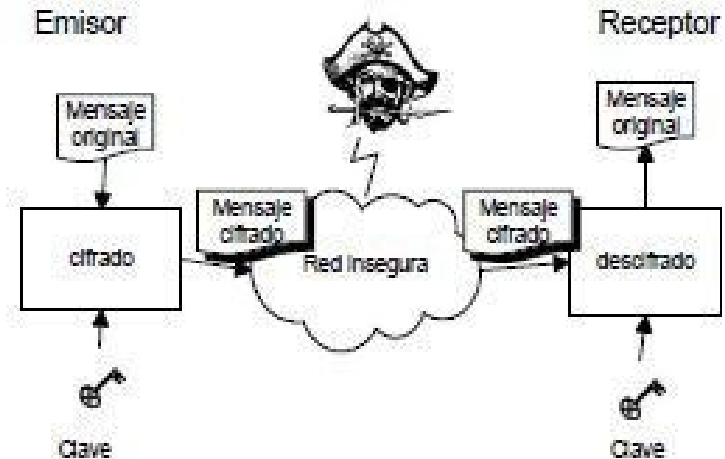 Emisor
Receptor
Mensaje
original
Mensaje
original
Mensaje
cifrado
Mensaje
cifrado
cifrado
Red Insegura
descifrado
Clave
Clave